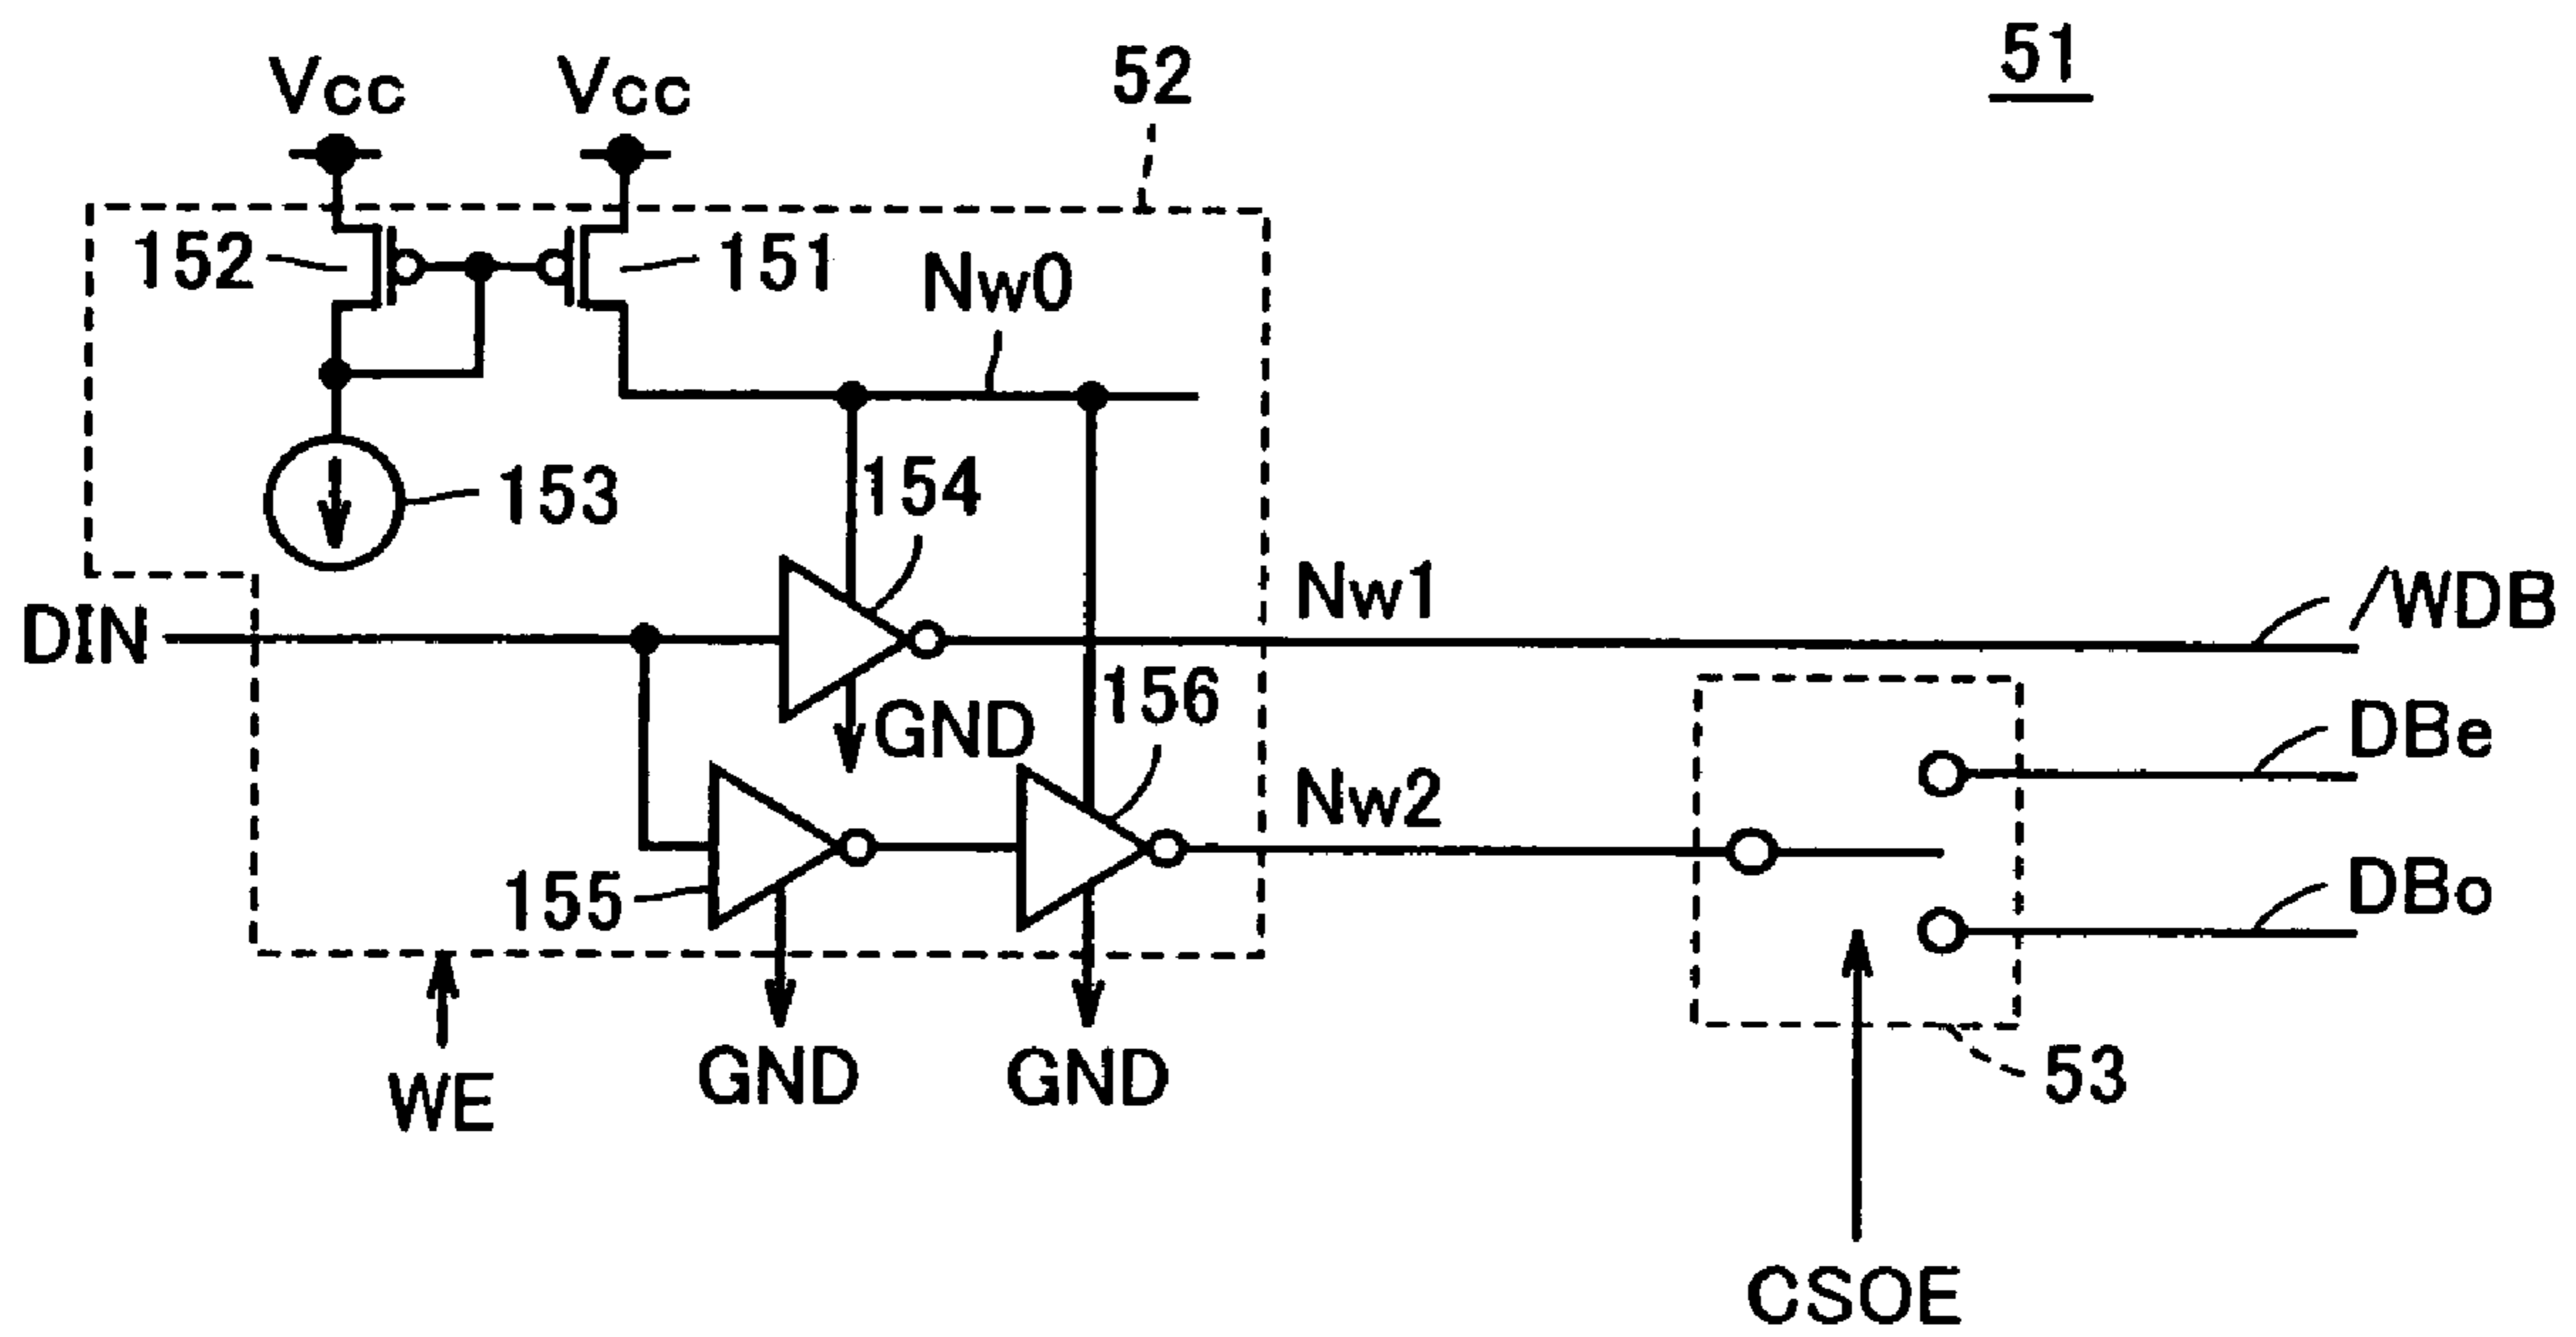 51
52
Vcc
Vcc
152
151
Nw0
153
154
DIN
Nw1
/WDB
GND
156
DBe
Nw2
155
DBo
WE
GND
GND
53
CSOE